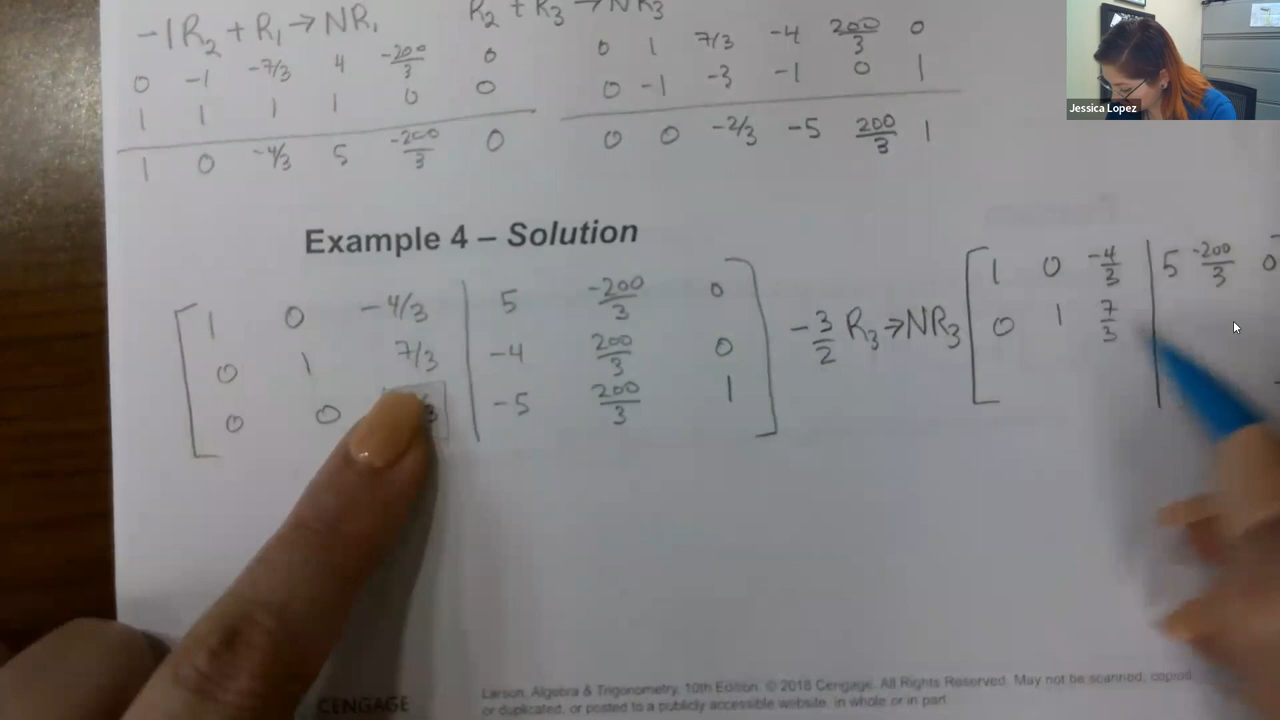 -1R₂ + R₁ → NR₁ R₂ + R₃ → NR₃
0 -1 -7/3 4 -200/3 0
1 1 1 1 0 0
1 0 -4/3 5 -200/3 0
0 1 7/3 -4 200/3 0
0 -1 -3 -1 0 1
0 0 -2/3 -5 200/3 1
Jessica Lopez
Example 4 – Solution
1 0 -4/3 | 5 -200/3 0
0 1 7/3 | -4 200/3 0
0 0 3 | -5 200/3 1
-3/2 R₃ → NR₃
1 0 -4/3 | 5 -200/3 0
0 1 7/3
CENGAGE
Larson, Algebra & Trigonometry, 10th Edition. © 2018 Cengage. All Rights Reserved. May not be scanned, copied
or duplicated, or posted to a publicly accessible website, in whole or in part.